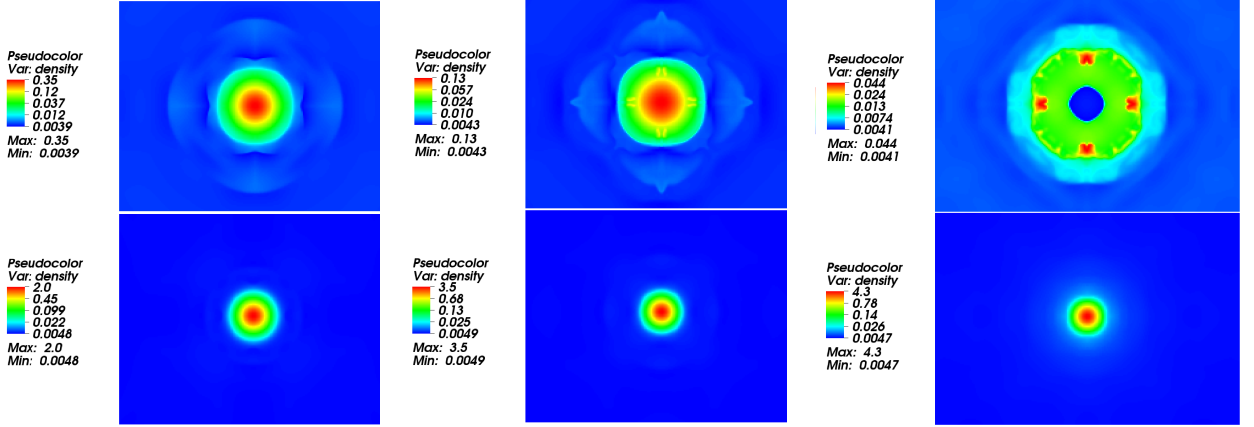 Pseudocolor
Var: density
0.35
0.12
0.037
0.012
0.0039
Max: 0.35
Min: 0.0039
Pseudocolor
Var: density
0.13
0.057
0.024
0.010
0.0043
Max: 0.13
Min: 0.0043
Pseudocolor
Var: density
0.044
0.024
0.013
0.0074
0.0041
Max: 0.044
Min: 0.0041
Pseudocolor
Var: density
2.0
0.45
0.099
0.022
0.0048
Max: 2.0
Min: 0.0048
Pseudocolor
Var: density
3.5
0.68
0.13
0.025
0.0049
Max: 3.5
Min: 0.0049
Pseudocolor
Var: density
4.3
0.78
0.14
0.026
0.0047
Max: 4.3
Min: 0.0047